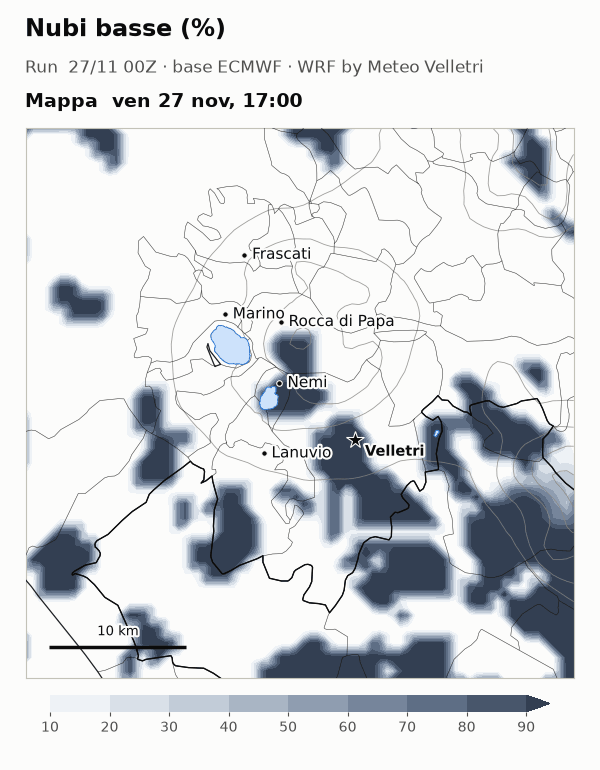 Nubi basse (%)
Run  27/11 00Z · base ECMWF · WRF by Meteo Velletri
Mappa  ven 27 nov, 17:00
Frascati
Marino
Rocca di Papa
Nemi
Velletri
Lanuvio
10 km
10 20 30 40 50 60 70 80 90